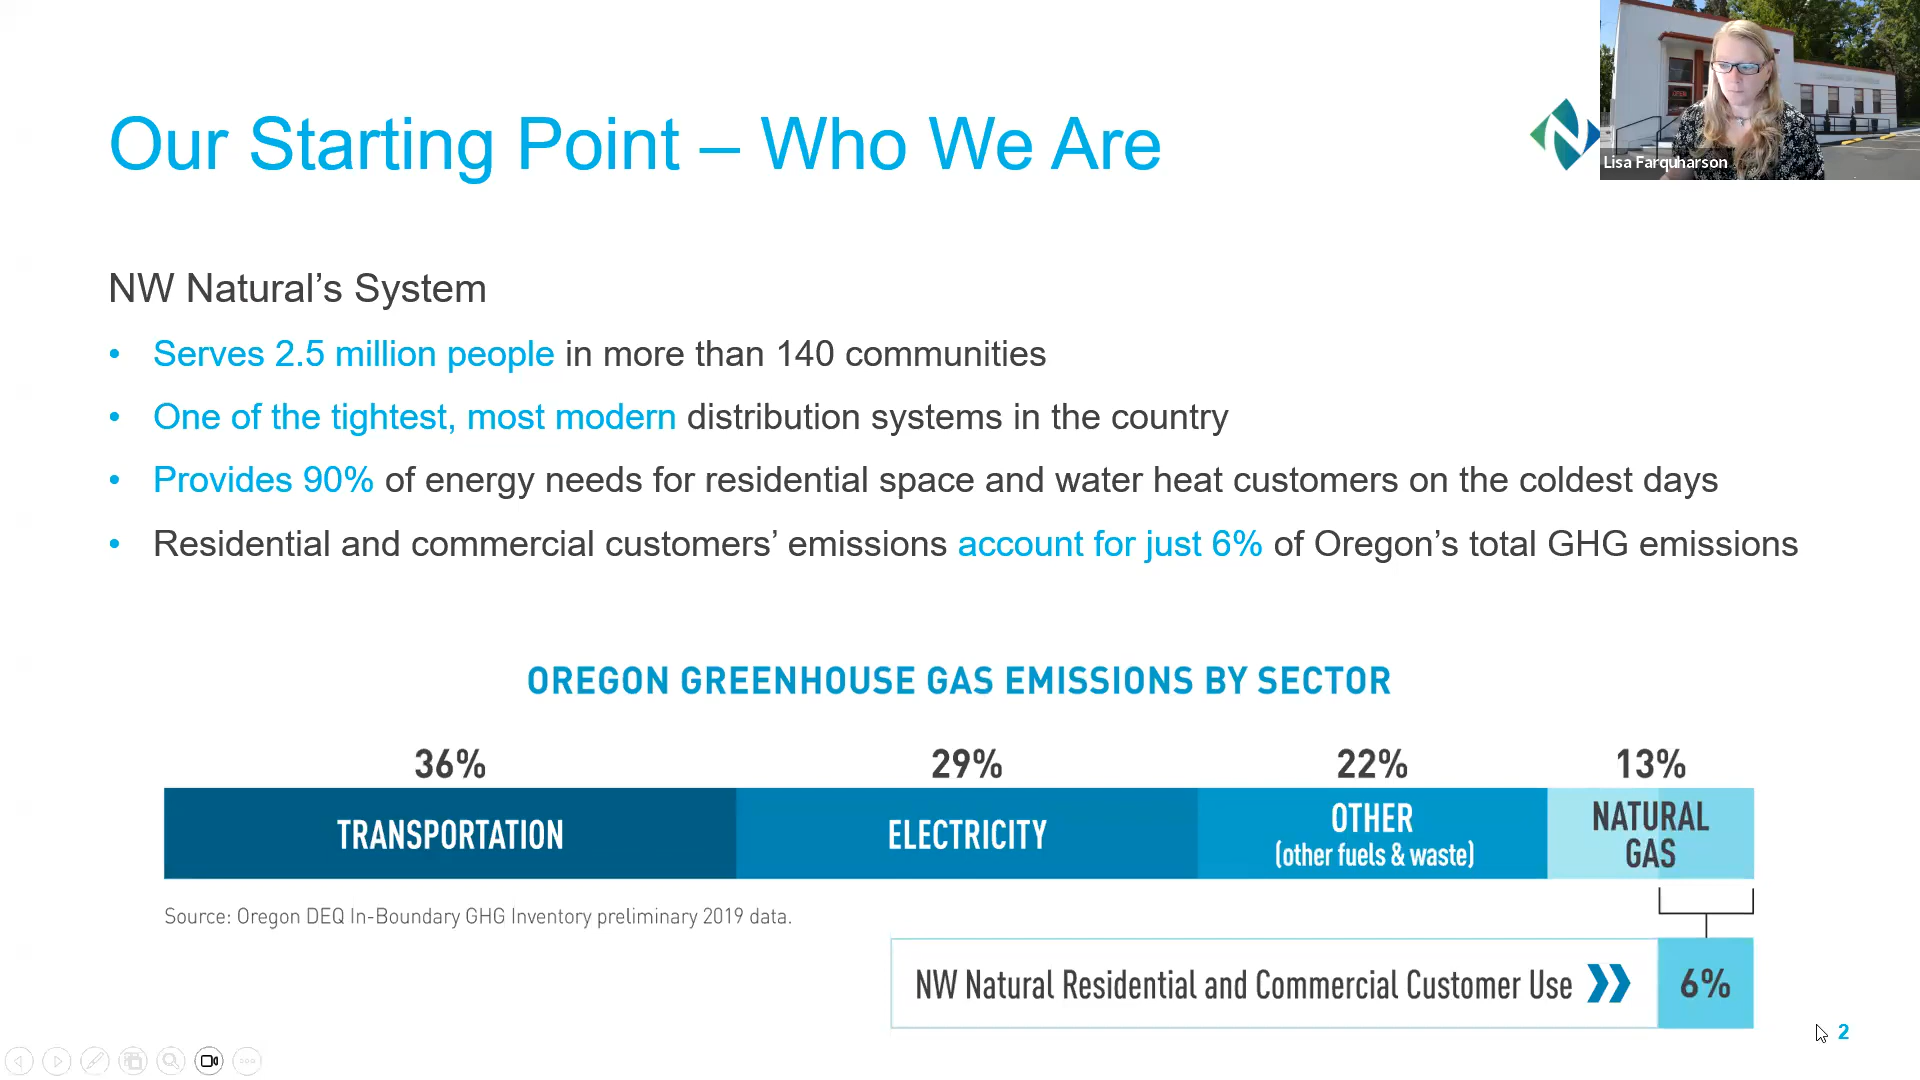 Our Starting Point – Who We Are
Lisa Farquharson
NW Natural’s System
• Serves 2.5 million people in more than 140 communities
• One of the tightest, most modern distribution systems in the country
• Provides 90% of energy needs for residential space and water heat customers on the coldest days
• Residential and commercial customers’ emissions account for just 6% of Oregon’s total GHG emissions
OREGON GREENHOUSE GAS EMISSIONS BY SECTOR
36% 29% 22% 13%
TRANSPORTATION
ELECTRICITY
OTHER
(other fuels & waste)
NATURAL
GAS
Source: Oregon DEQ In-Boundary GHG Inventory preliminary 2019 data.
NW Natural Residential and Commercial Customer Use 6%
2